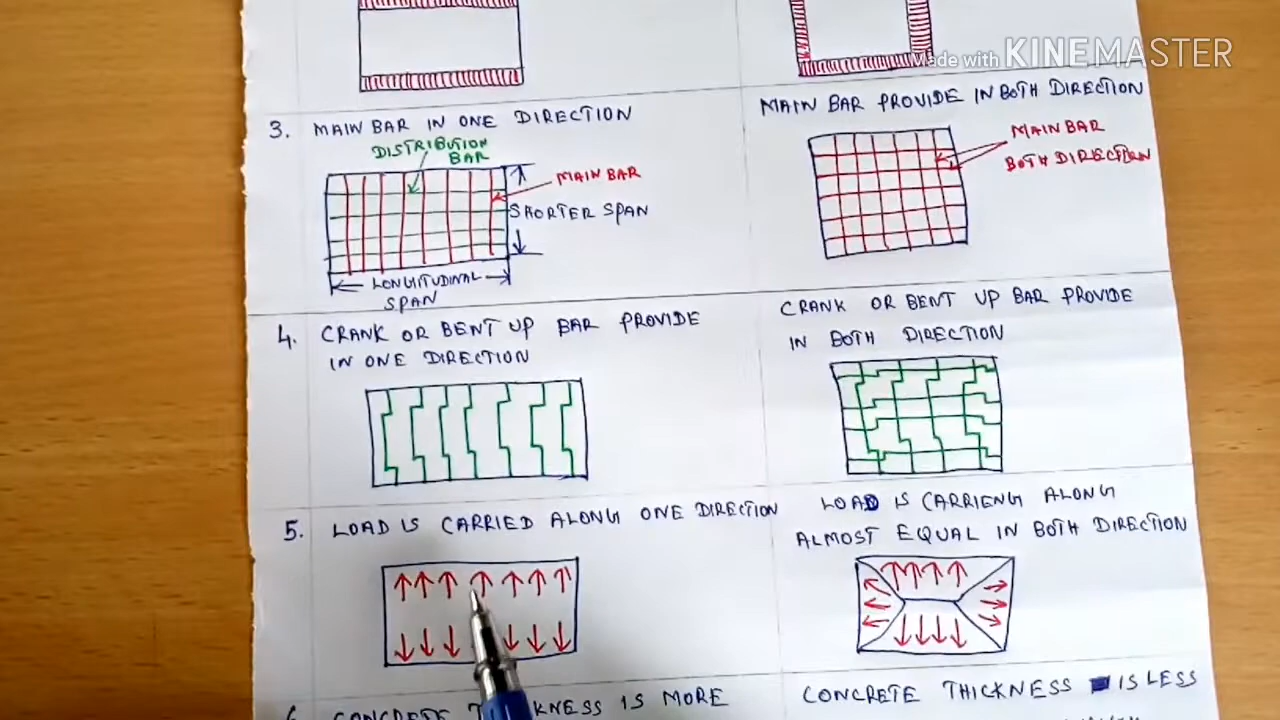 Made with KINEMASTER
3. MAIN BAR IN ONE DIRECTION
DISTRIBUTION
BAR
MAIN BAR
SHORTER SPAN
LONGITUDINAL
SPAN
MAIN BAR PROVIDE IN BOTH DIRECTION
MAIN BAR
BOTH DIRECTION
4. CRANK OR BENT UP BAR PROVIDE
IN ONE DIRECTION
CRANK OR BENT UP BAR PROVIDE
IN BOTH DIRECTION
5. LOAD IS CARRIED ALONG ONE DIRECTION
LOAD IS CARRIENG ALONG
ALMOST EQUAL IN BOTH DIRECTION
6. CONCRETE THICKNESS IS MORE
CONCRETE THICKNESS IS LESS